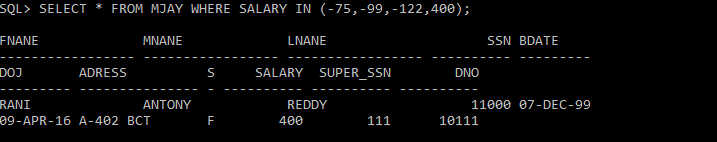 SQL> SELECT * FROM MJAY WHERE SALARY IN (-75,-99,-122,400);
FNANE MNANE LNANE SSN BDATE
--------------- --------------- --------------- ---------- ---------
DOJ ADRESS S SALARY SUPER_SSN DNO
--------- --------------- - ---------- ---------- ----------
RANI ANTONY REDDY 11000 07-DEC-99
09-APR-16 A-402 BCT F 400 111 10111